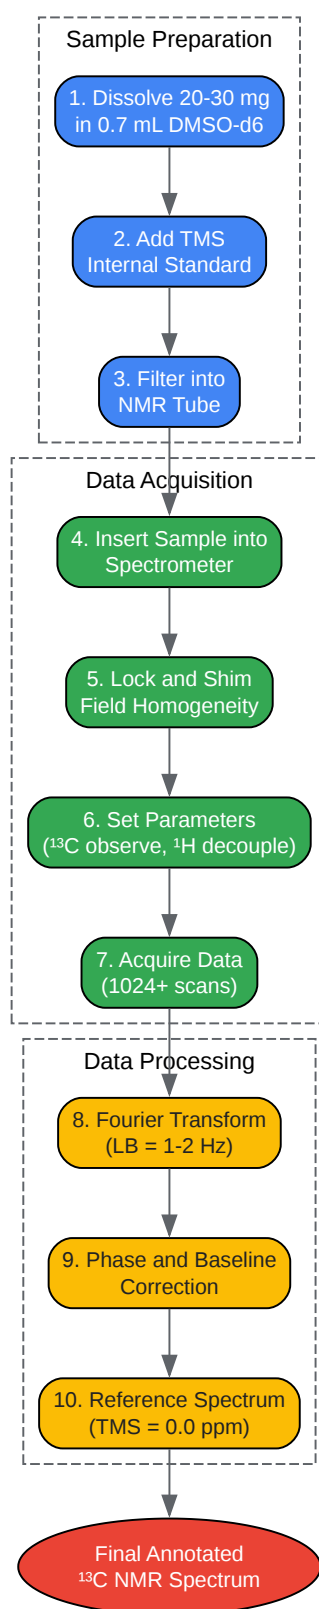 Sample Preparation
1. Dissolve 20-30 mg
in 0.7 mL DMSO-d6
2. Add TMS
Internal Standard
3. Filter into
NMR Tube
Data Acquisition
4. Insert Sample into
Spectrometer
5. Lock and Shim
Field Homogeneity
6. Set Parameters
(¹³C observe, ¹H decouple)
7. Acquire Data
(1024+ scans)
Data Processing
8. Fourier Transform
(LB = 1-2 Hz)
9. Phase and Baseline
Correction
10. Reference Spectrum
(TMS = 0.0 ppm)
Final Annotated
¹³C NMR Spectrum